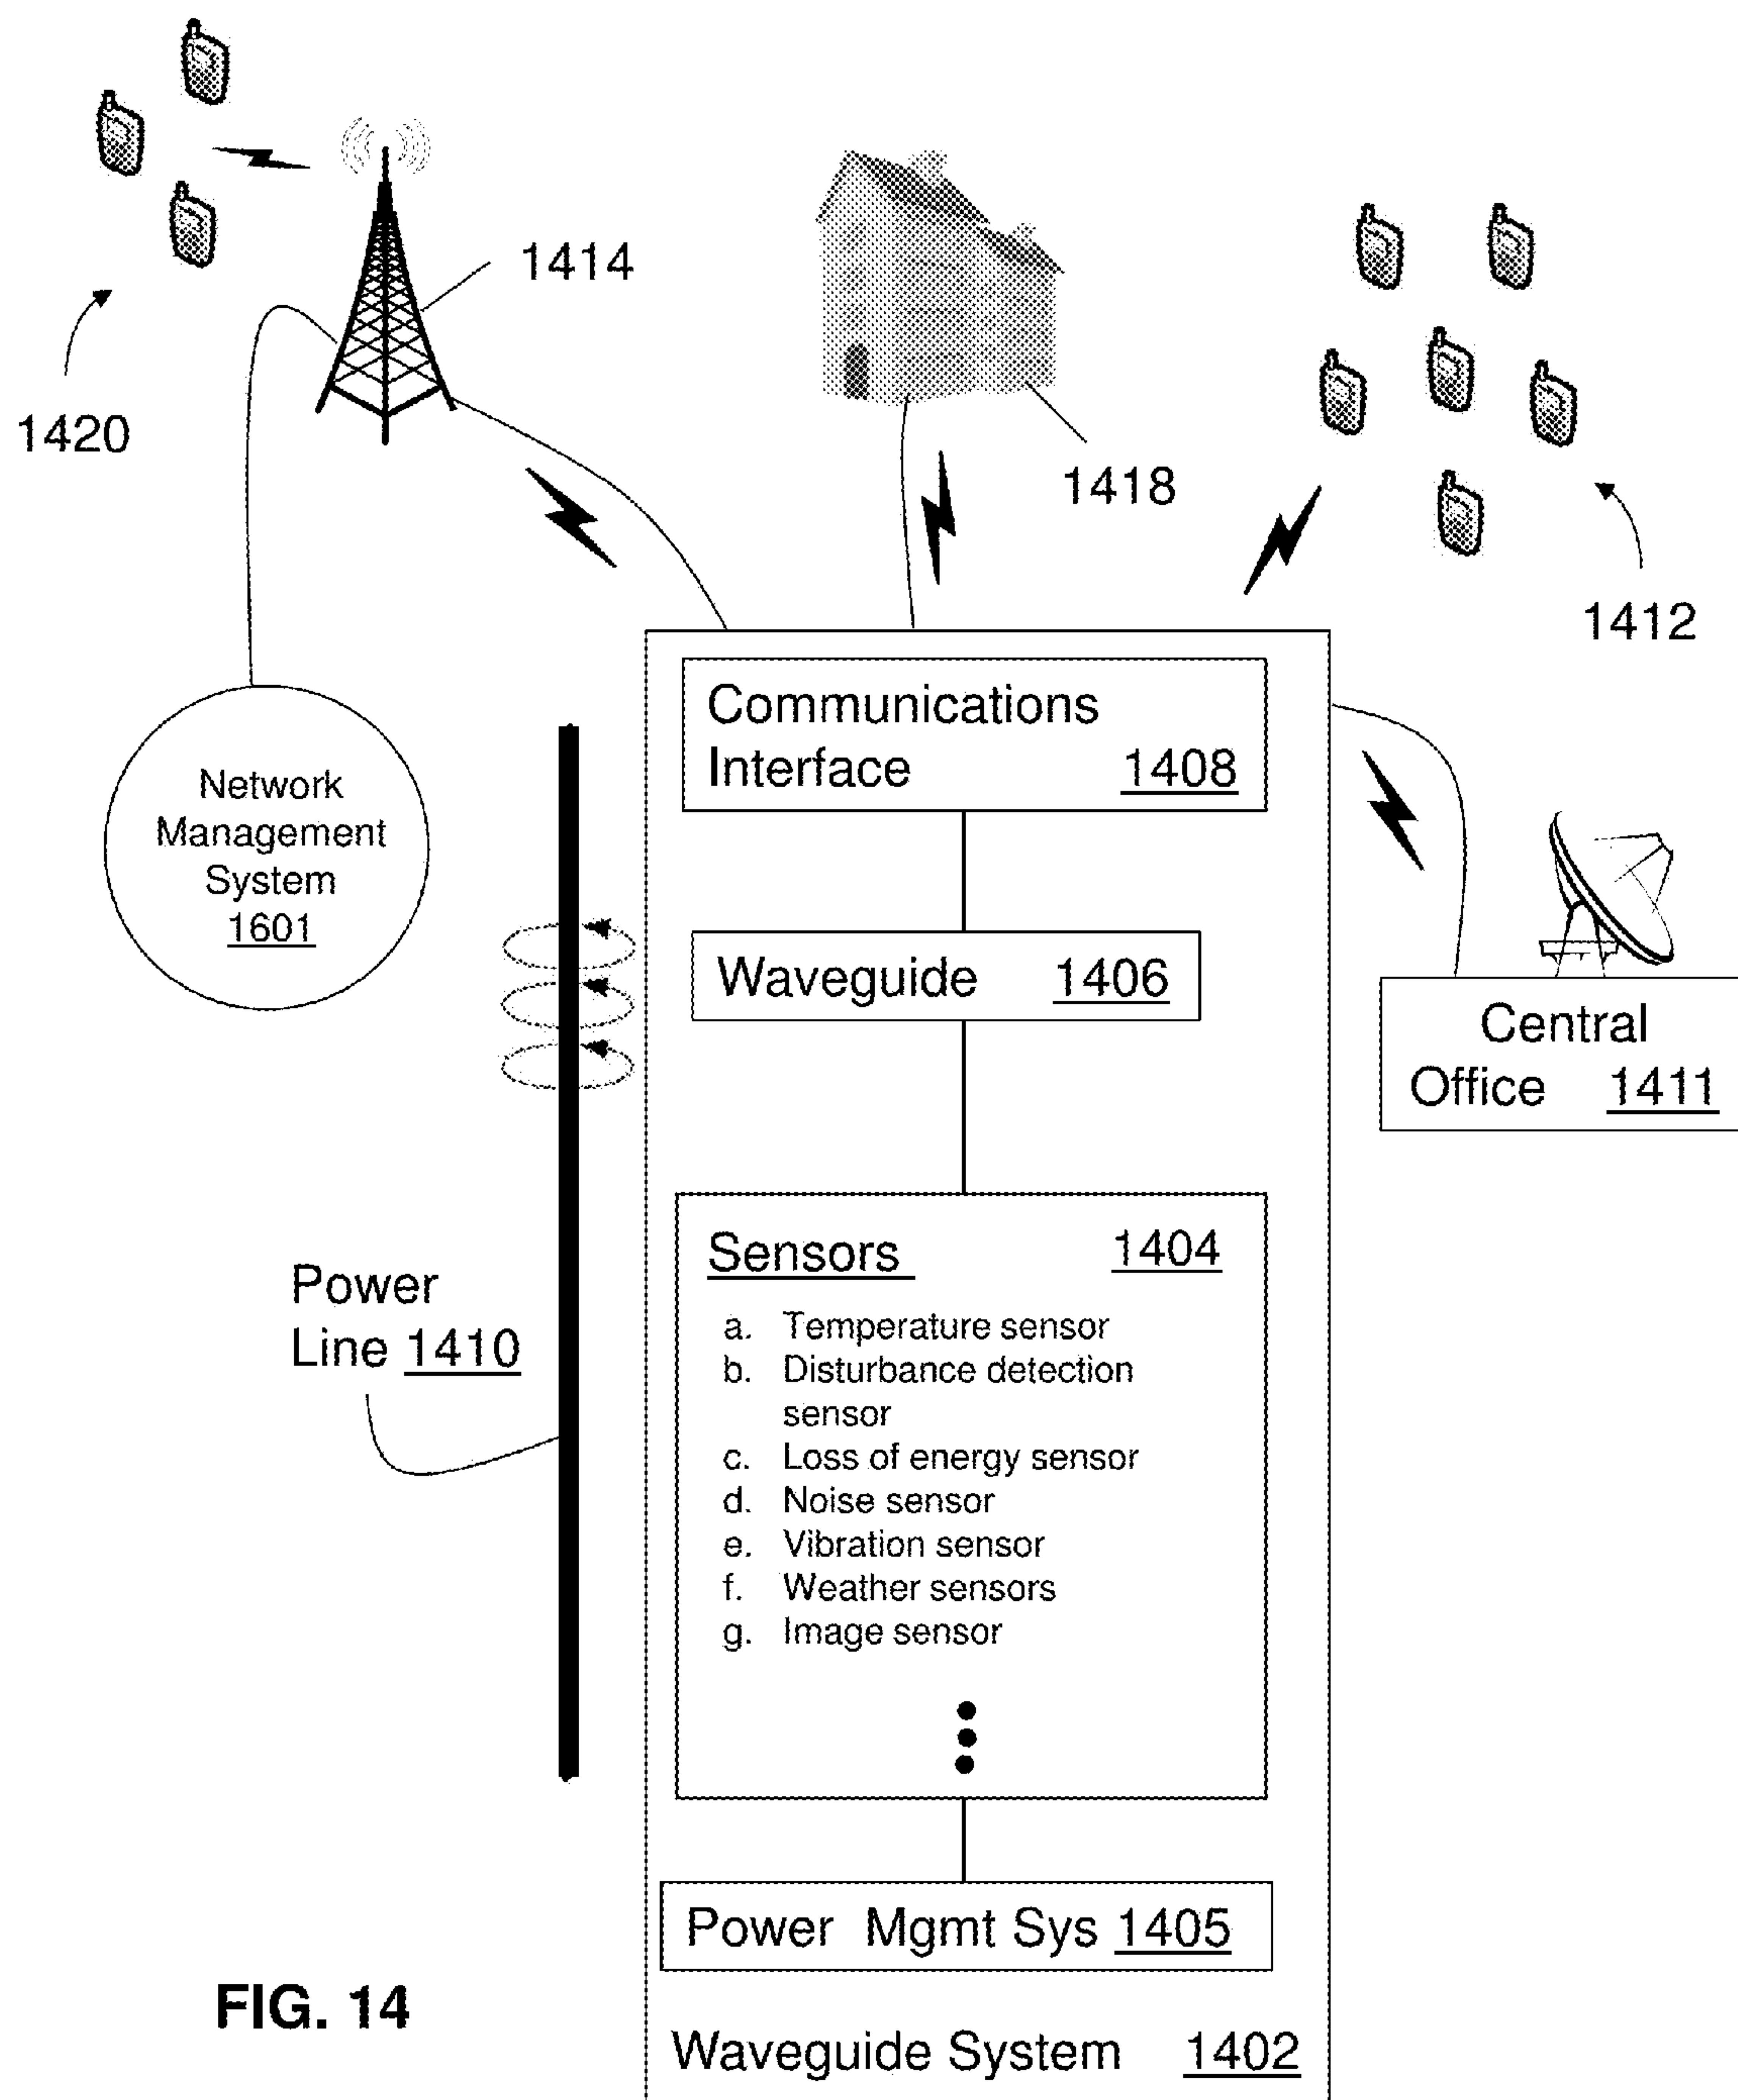 1414
1420
1418
1412
Communications
Interface 1408
Network
Management
System
1601
Waveguide 1406
Central
Office 1411
Sensors 1404
Power
Line 1410
a. Temperature sensor
b. Disturbance detection
sensor
c. Loss of energy sensor
d. Noise sensor
e. Vibration sensor
f. Weather sensors
g. Image sensor
Power Mgmt Sys 1405
FIG. 14
Waveguide System 1402